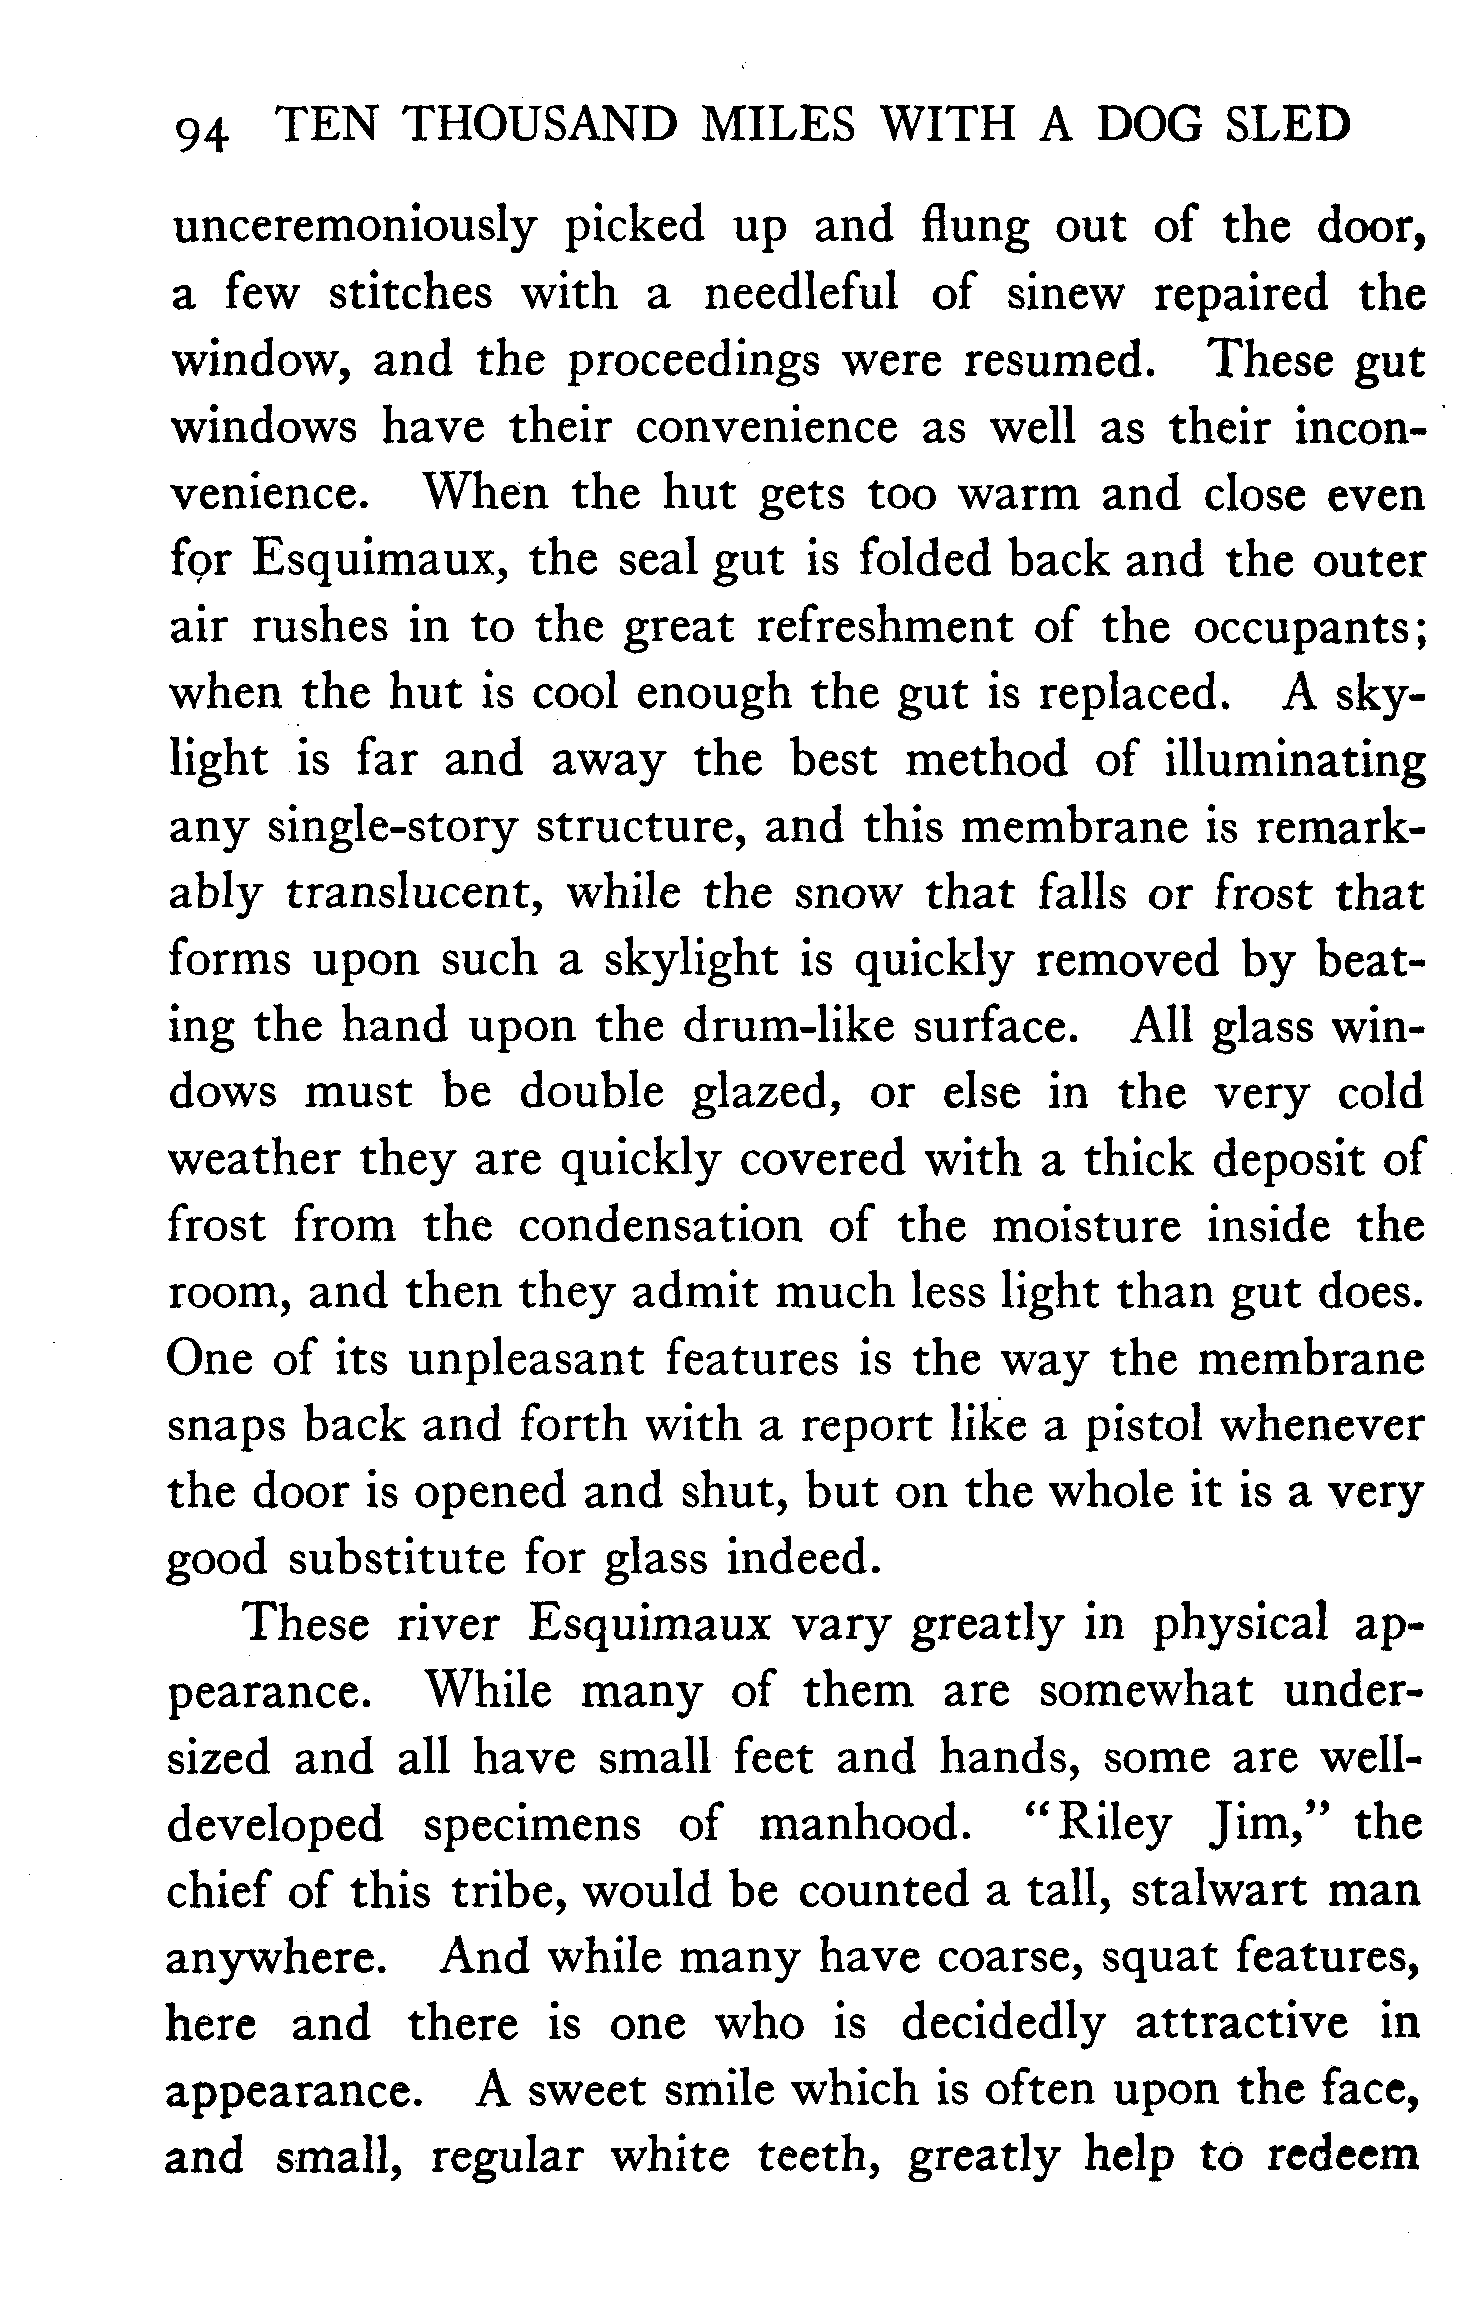 94 TEN THOUSAND MILES WITH A DOG SLED
unceremoniously picked up and flung out of the door,
a few stitches with a needleful of sinew repaired the
window, and the proceedings were resumed. These gut
windows have their convenience as well as their incon-
venience. When the hut gets too warm and close even
for Esquimaux, the seal gut is folded back and the outer
air rushes in to the great refreshment of the occupants;
when the hut is cool enough the gut is replaced. A sky-
light is far and away the best method of illuminating
any single-story structure, and this membrane is remark-
ably translucent, while the snow that falls or frost that
forms upon such a skylight is quickly removed by beat-
ing the hand upon the drum-like surface. All glass win-
dows must be double glazed, or else in the very cold
weather they are quickly covered with a thick deposit of
frost from the condensation of the moisture inside the
room, and then they admit much less light than gut does.
One of its unpleasant features is the way the membrane
snaps back and forth with a report like a pistol whenever
the door is opened and shut, but on the whole it is a very
good substitute for glass indeed.
These river Esquimaux vary greatly in physical ap-
pearance. While many of them are somewhat under-
sized and all have small feet and hands, some are well-
developed specimens of manhood. "Riley Jim," the
chief of this tribe, would be counted a tall, stalwart man
anywhere. And while many have coarse, squat features,
here and there is one who is decidedly attractive in
appearance. A sweet smile which is often upon the face,
and small, regular white teeth, greatly help to redeem